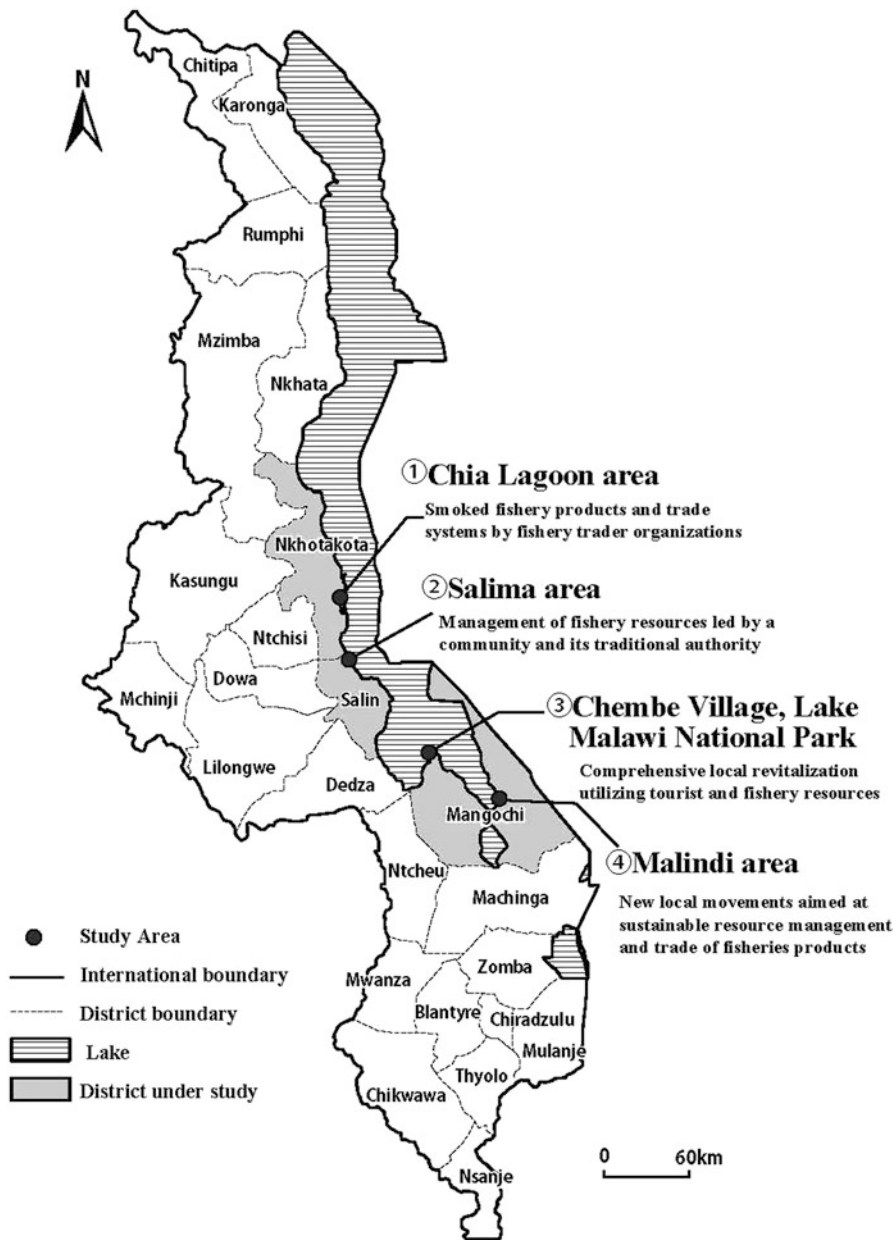 Chitipa
N
Karonga
Rumphi
Mzimba
Nkhata
①Chia Lagoon area
Smoked fishery products and trade
systems by fishery trader organizations
Nkhotakota
Kasungu
②Salima area
Management of fishery resources led by a
community and its traditional authority
Ntchisi
Dowa
Mchinji
Salin
③Chembe Village, Lake
Malawi National Park
Comprehensive local revitalization
utilizing tourist and fishery resources
Lilongwe
Dedza
Mangochi
④Malindi area
New local movements aimed at
sustainable resource management
and trade of fisheries products
Ntcheu
Machinga
Zomba
Mwanza
Blantyre
Chiradzulu
Mulanje
Thyolo
Chikwawa
Nsanje
Study Area
International boundary
District boundary
Lake
District under study
0 60km